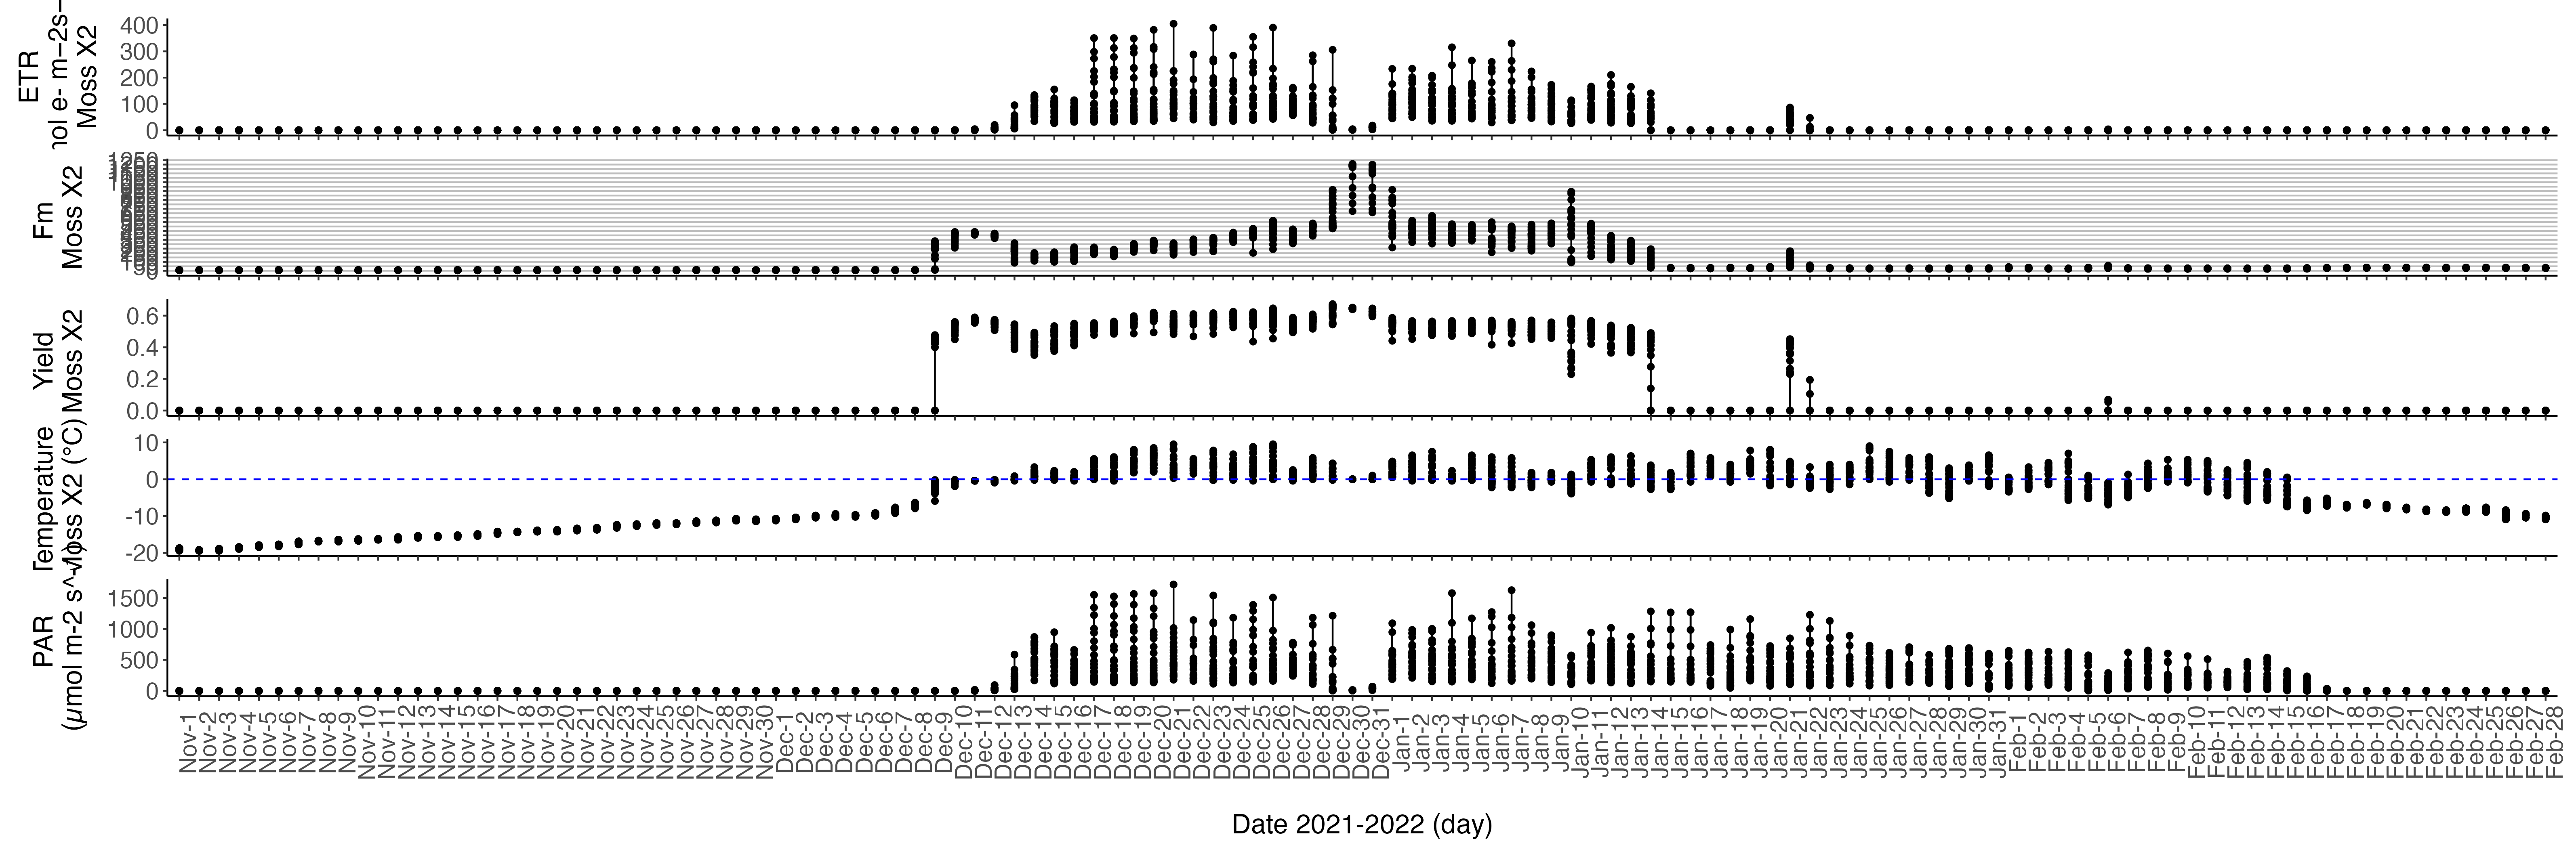 ETR
nol e- m−2s−
Moss X2
400
300
200
100
0
Fm
Moss X2
1250
Yield
Moss X2
0.6
0.4
0.2
0.0
Temperature
Moss X2 (°C)
10
0
-10
-20
PAR
(µmol m-2 s^-1)
1500
1000
500
0
Nov-1
Nov-2
Nov-3
Nov-4
Nov-5
Nov-6
Nov-7
Nov-8
Nov-9
Nov-10
Nov-11
Nov-12
Nov-13
Nov-14
Nov-15
Nov-16
Nov-17
Nov-18
Nov-19
Nov-20
Nov-21
Nov-22
Nov-23
Nov-24
Nov-25
Nov-26
Nov-27
Nov-28
Nov-29
Nov-30
Dec-1
Dec-2
Dec-3
Dec-4
Dec-5
Dec-6
Dec-7
Dec-8
Dec-9
Dec-10
Dec-11
Dec-12
Dec-13
Dec-14
Dec-15
Dec-16
Dec-17
Dec-18
Dec-19
Dec-20
Dec-21
Dec-22
Dec-23
Dec-24
Dec-25
Dec-26
Dec-27
Dec-28
Dec-29
Dec-30
Dec-31
Jan-1
Jan-2
Jan-3
Jan-4
Jan-5
Jan-6
Jan-7
Jan-8
Jan-9
Jan-10
Jan-11
Jan-12
Jan-13
Jan-14
Jan-15
Jan-16
Jan-17
Jan-18
Jan-19
Jan-20
Jan-21
Jan-22
Jan-23
Jan-24
Jan-25
Jan-26
Jan-27
Jan-28
Jan-29
Jan-30
Jan-31
Feb-1
Feb-2
Feb-3
Feb-4
Feb-5
Feb-6
Feb-7
Feb-8
Feb-9
Feb-10
Feb-11
Feb-12
Feb-13
Feb-14
Feb-15
Feb-16
Feb-17
Feb-18
Feb-19
Feb-20
Feb-21
Feb-22
Feb-23
Feb-24
Feb-25
Feb-26
Feb-27
Feb-28
Date 2021-2022 (day)